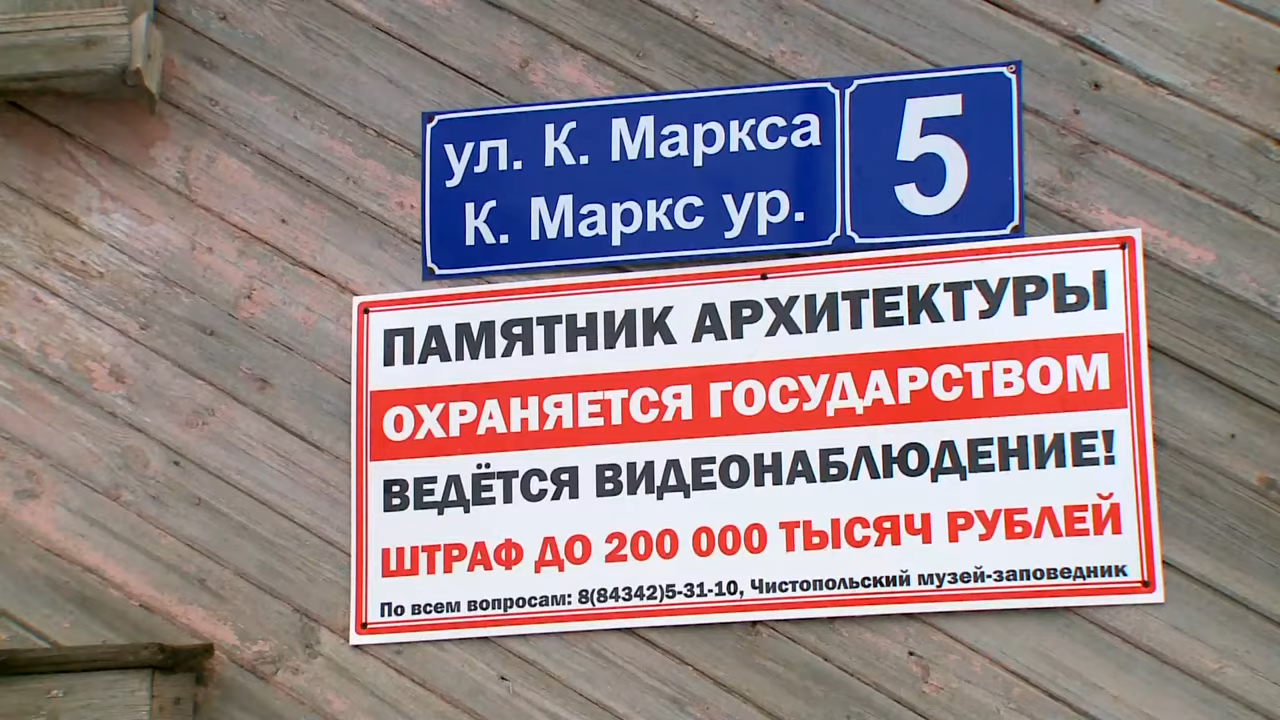 ул. К. Маркса
К. Маркс ур.
5
ПАМЯТНИК АРХИТЕКТУРЫ
ОХРАНЯЕТСЯ ГОСУДАРСТВОМ
ВЕДЁТСЯ ВИДЕОНАБЛЮДЕНИЕ!
ШТРАФ ДО 200 000 ТЫСЯЧ РУБЛЕЙ
По всем вопросам: 8(84342)5-31-10, Чистопольский музей-заповедник